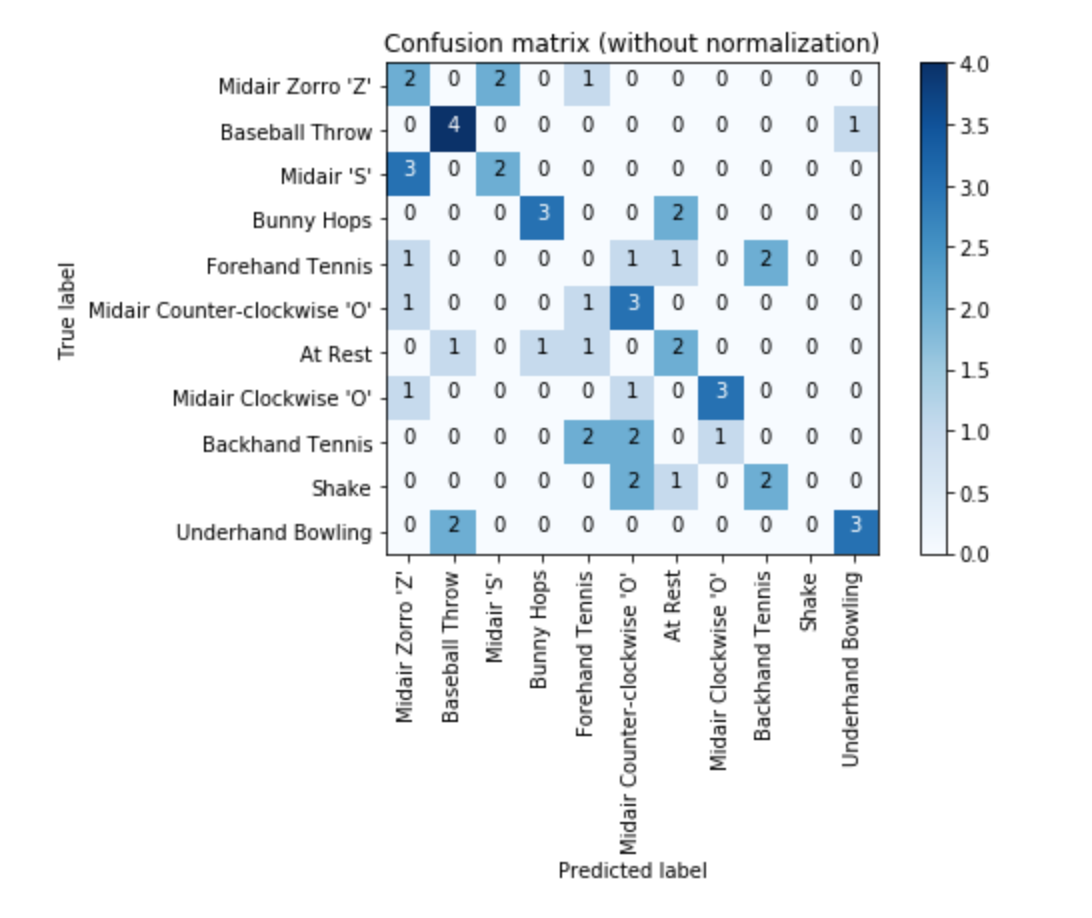 Confusion matrix (without normalization)
Midair Zorro 'Z' 2 0 2 0 1 0 0 0 0 0 0
Baseball Throw 0 4 0 0 0 0 0 0 0 0 1
Midair 'S' 3 0 2 0 0 0 0 0 0 0 0
Bunny Hops 0 0 0 3 0 0 2 0 0 0 0
Forehand Tennis 1 0 0 0 0 1 1 0 2 0 0
Midair Counter-clockwise 'O' 1 0 0 0 1 3 0 0 0 0 0
At Rest 0 1 0 1 1 0 2 0 0 0 0
Midair Clockwise 'O' 1 0 0 0 0 1 0 3 0 0 0
Backhand Tennis 0 0 0 0 2 2 0 1 0 0 0
Shake 0 0 0 0 0 2 1 0 2 0 0
Underhand Bowling 0 2 0 0 0 0 0 0 0 0 3
True label
Midair Zorro 'Z'
Baseball Throw
Midair 'S'
Bunny Hops
Forehand Tennis
Midair Counter-clockwise 'O'
At Rest
Midair Clockwise 'O'
Backhand Tennis
Shake
Underhand Bowling
Predicted label
4.0
3.5
3.0
2.5
2.0
1.5
1.0
0.5
0.0